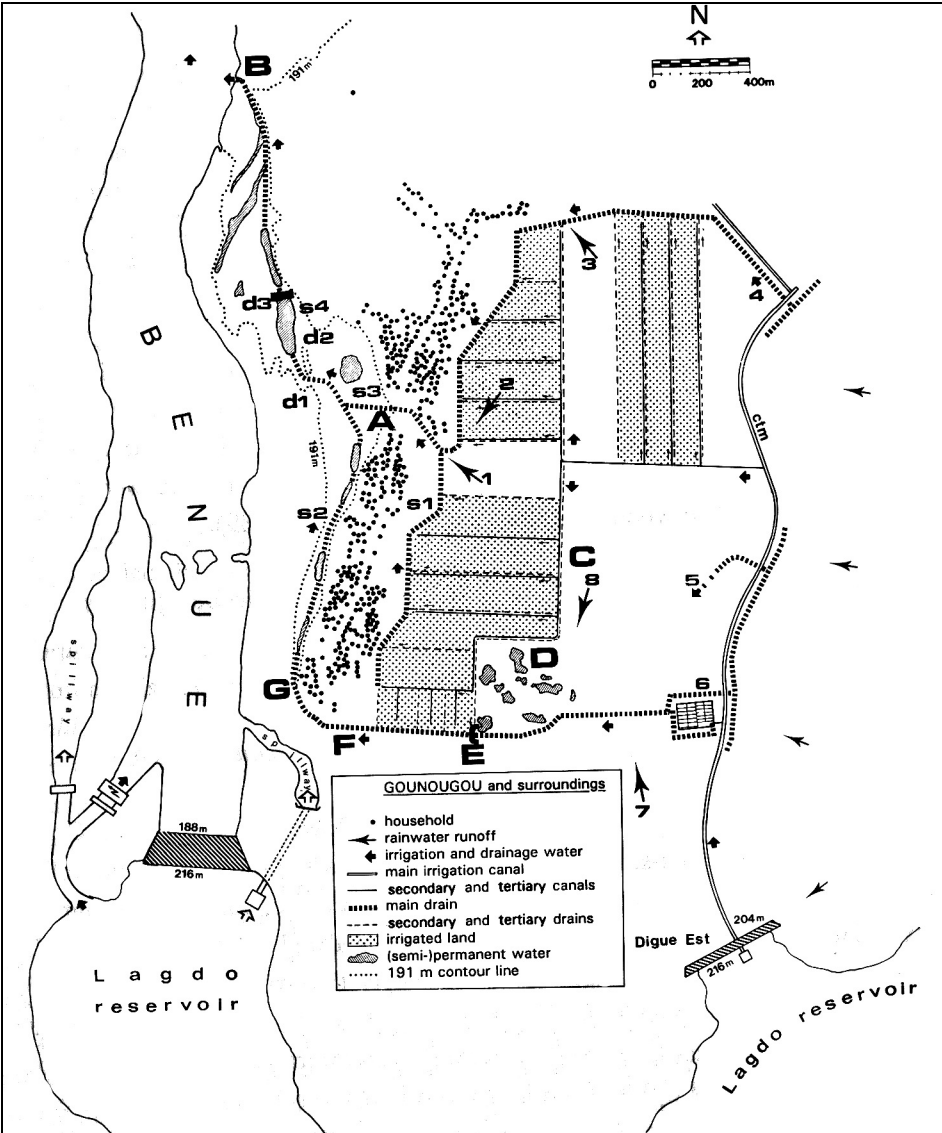 N
0 200 400m
B
191m
3
4
d3
s4
d2
d1
s3
2
A
191m
ctm
1
s1
s2
C
8
5
D
6
G
F
E
7
BENUE
spillway
spillway
188m
216m
GOUNOUGOU and surroundings
household
rainwater runoff
irrigation and drainage water
main irrigation canal
secondary and tertiary canals
main drain
secondary and tertiary drains
irrigated land
(semi-)permanent water
191 m contour line
Digue Est
204m
216m
Lagdo
reservoir
Lagdo reservoir